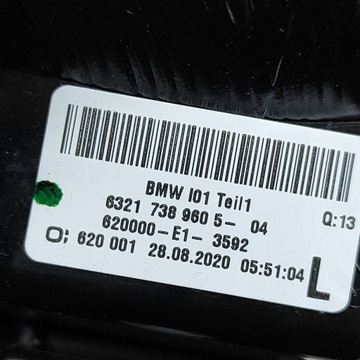 BMW I01 Teil1
6321 736 960 5- 04 Q:13
620000-E1- 3592
O; 620 001 28.08.2020 05:51:04 L